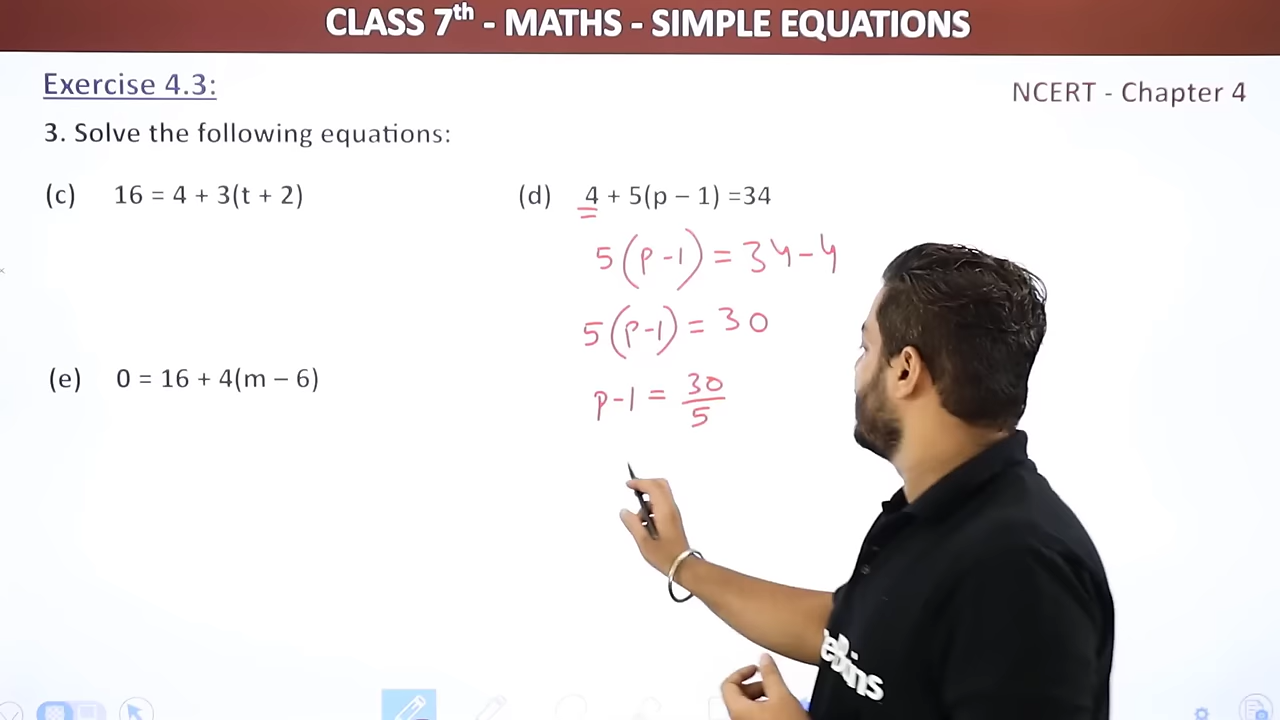 CLASS 7th - MATHS - SIMPLE EQUATIONS
Exercise 4.3:
NCERT - Chapter 4
3. Solve the following equations:
(c) 16 = 4 + 3(t + 2)
(d) 4 + 5(p – 1) =34
5(p-1) = 34-4
5(p-1) = 30
p-1 = 30/5
(e) 0 = 16 + 4(m – 6)